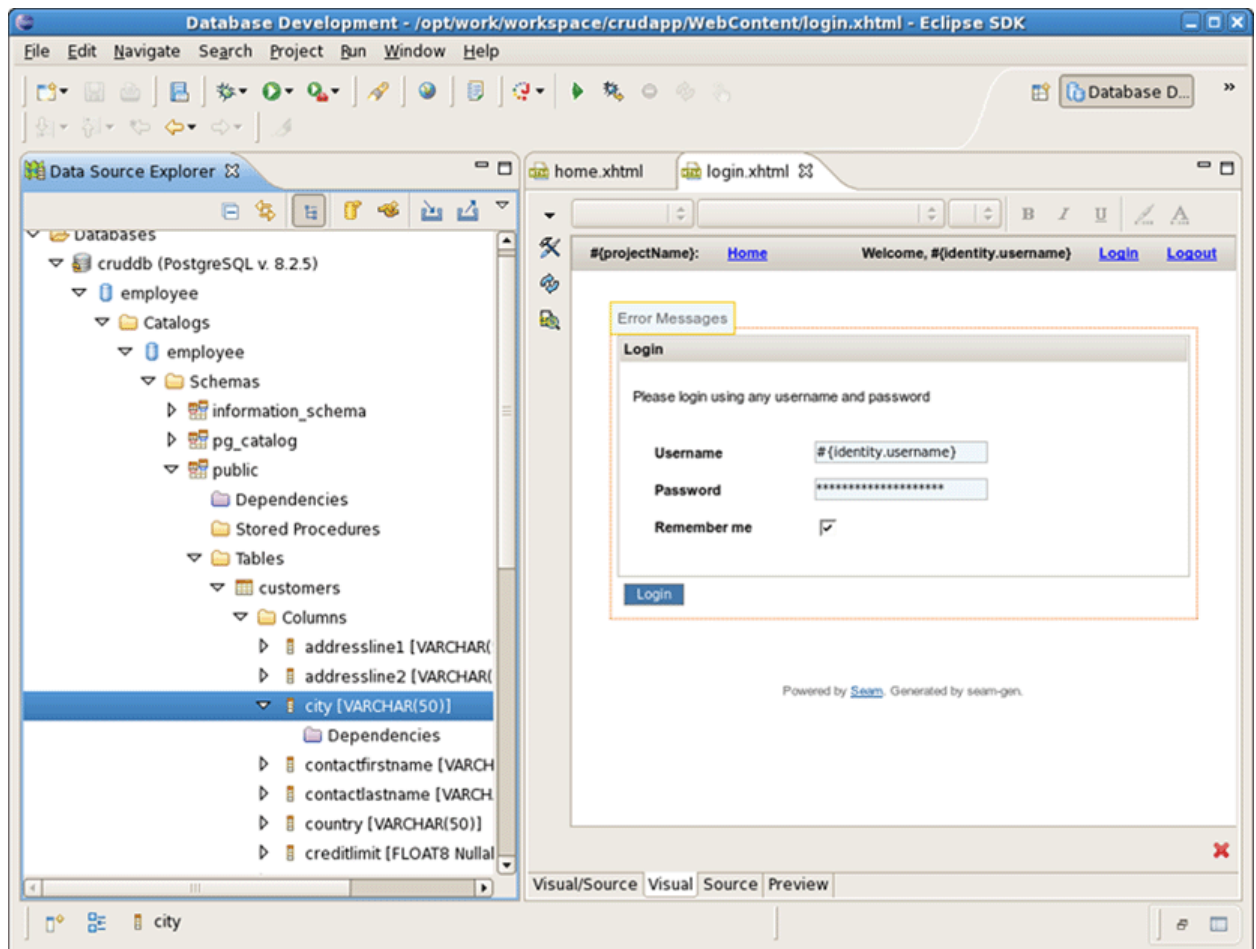 Database Development - /opt/work/workspace/crudapp/WebContent/login.xhtml - Eclipse SDK
File Edit Navigate Search Project Run Window Help
Database D...
»
Data Source Explorer
Databases
cruddb (PostgreSQL v. 8.2.5)
employee
Catalogs
employee
Schemas
information_schema
pg_catalog
public
Dependencies
Stored Procedures
Tables
customers
Columns
addressline1 [VARCHAR(
addressline2 [VARCHAR(
city [VARCHAR(50)]
Dependencies
contactfirstname [VARCH
contactlastname [VARCH
country [VARCHAR(50)]
creditlimit [FLOAT8 Nullal
home.xhtml login.xhtml
B I U A
#{projectName}: Home Welcome, #{identity.username} Login Logout
Error Messages
Login
Please login using any username and password
Username #{identity.username}
Password ********************
Remember me
Login
Powered by Seam. Generated by seam-gen.
Visual/Source Visual Source Preview
city